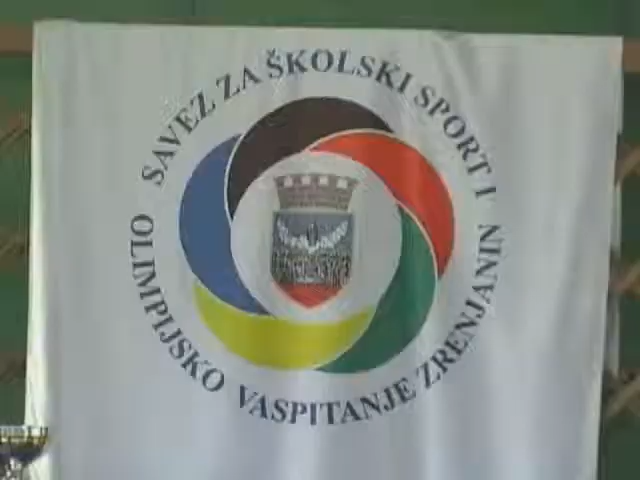 SAVEZ ZA ŠKOLSKI SPORT I
OLIMPIJSKO VASPITANJE ZRENJANIN